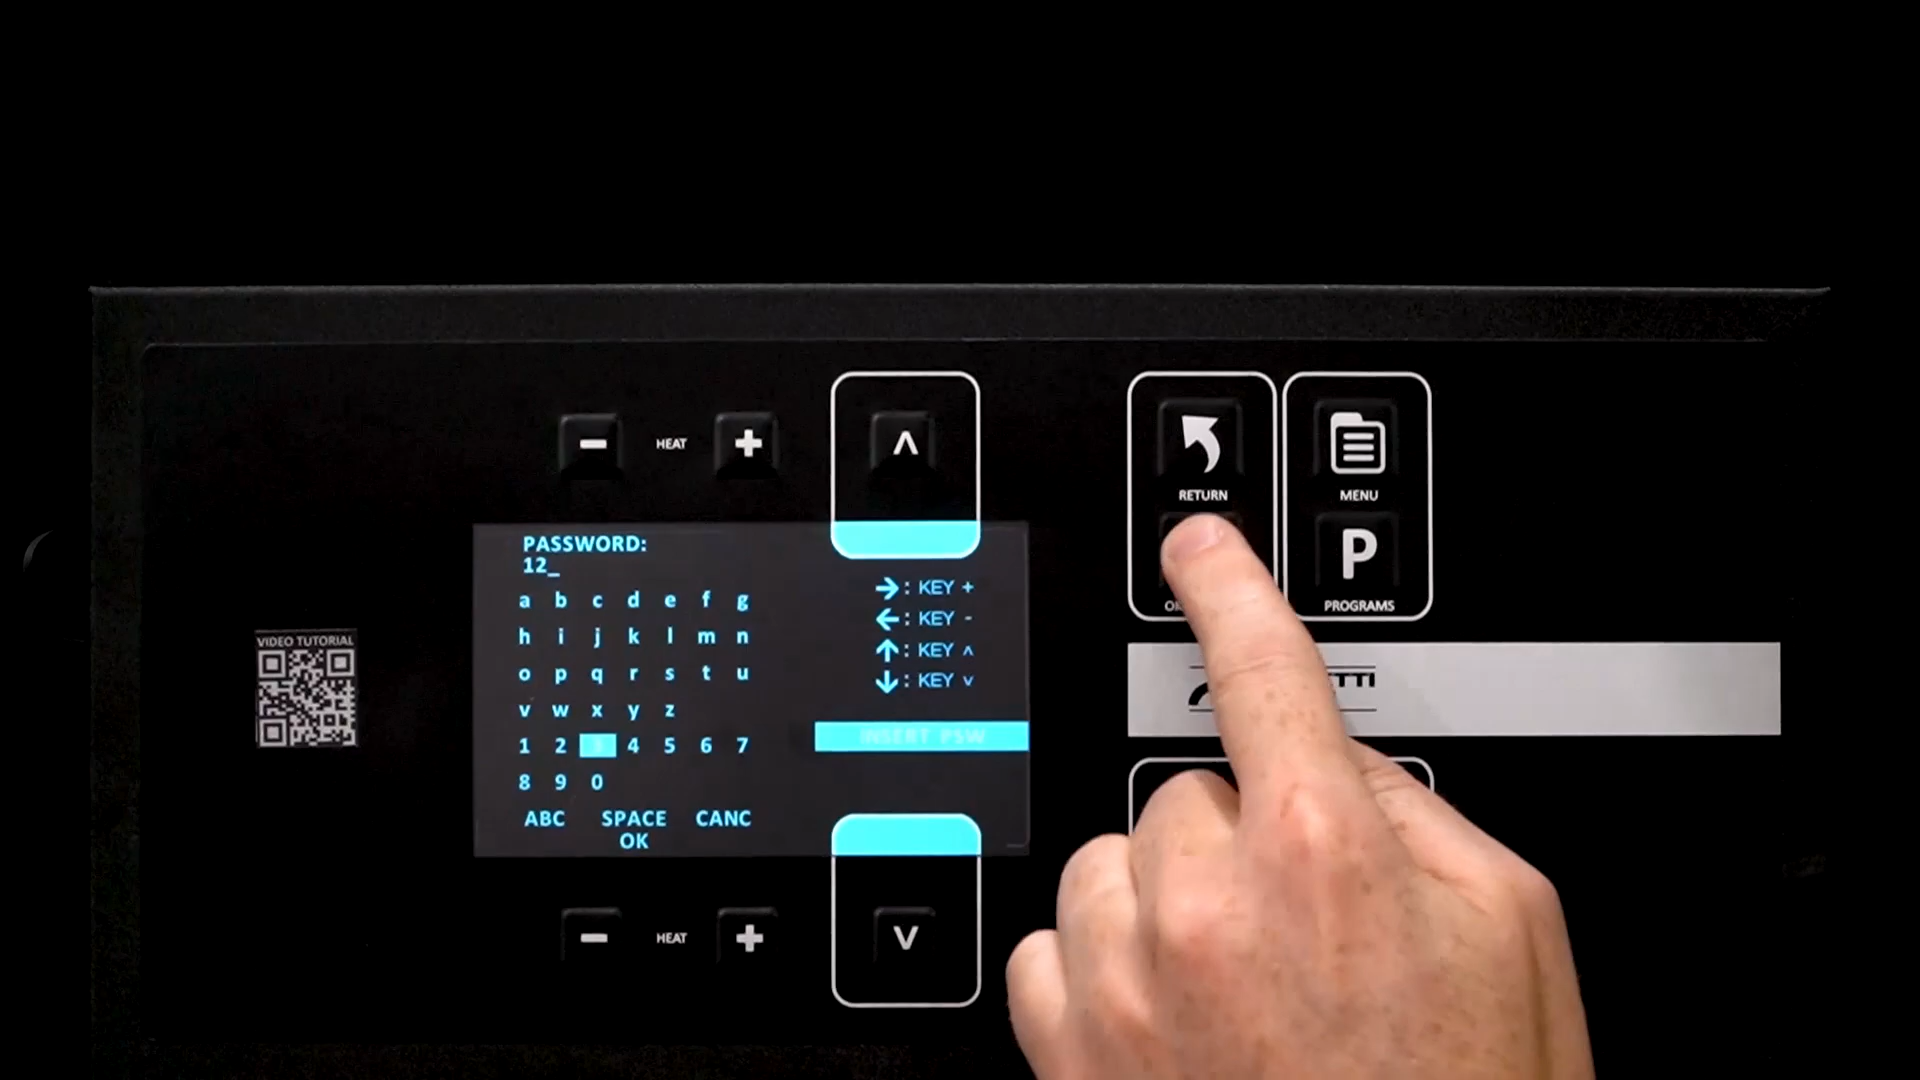 HEAT
RETURN
MENU
P
PROGRAMS
PASSWORD:
12_
a b c d e f g
h i j k l m n
o p q r s t u
v w x y z
1 2 3 4 5 6 7
8 9 0
ABC SPACE CANC
OK
→: KEY +
←: KEY -
↑: KEY ʌ
↓: KEY v
INSERT PSW
VIDEO TUTORIAL
HEAT